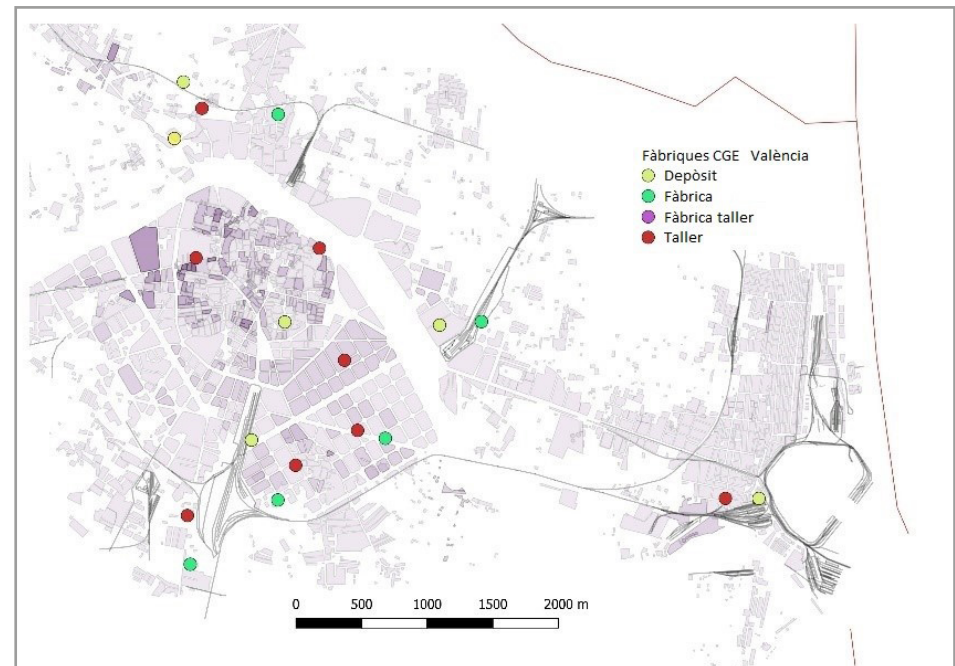 Fàbriques CGE València
Depòsit
Fàbrica
Fàbrica taller
Taller
0 500 1000 1500 2000 m